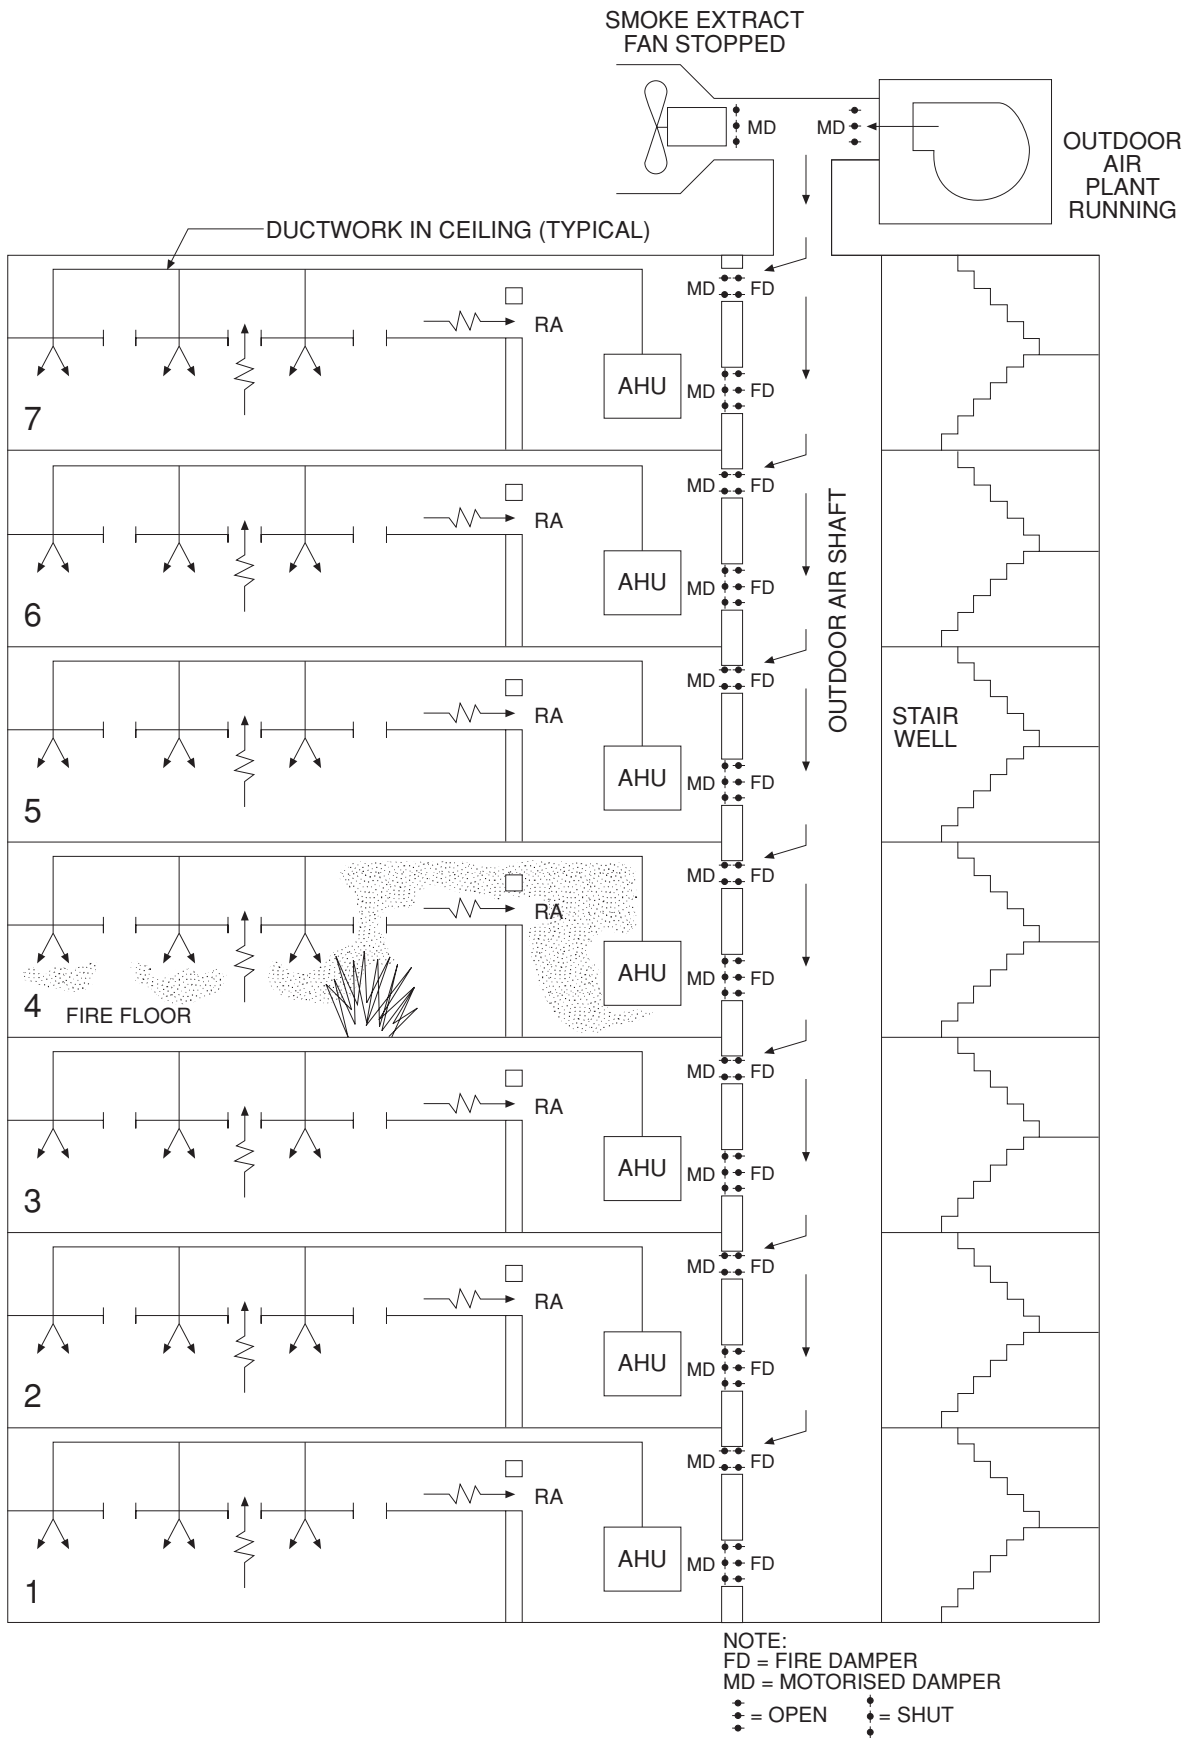 SMOKE EXTRACT
FAN STOPPED
MD
MD
OUTDOOR
AIR
PLANT
RUNNING
DUCTWORK IN CEILING (TYPICAL)
MD FD
RA
AHU
MD FD
7
MD FD
RA
AHU
MD FD
6
OUTDOOR AIR SHAFT
MD FD
RA
STAIR
WELL
AHU
MD FD
5
MD FD
RA
AHU
MD FD
4
FIRE FLOOR
MD FD
RA
AHU
MD FD
3
MD FD
RA
AHU
MD FD
2
MD FD
RA
AHU
MD FD
1
NOTE:
FD = FIRE DAMPER
MD = MOTORISED DAMPER
= OPEN = SHUT